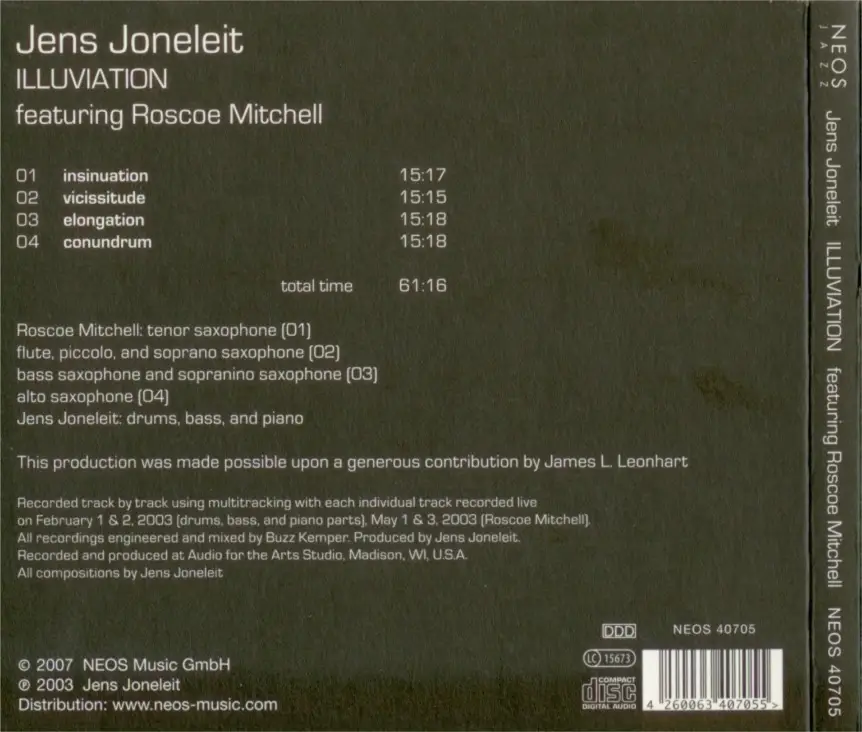 Jens Joneleit
ILLUVIATION
featuring Roscoe Mitchell
01 insinuation 15:17
02 vicissitude 15:15
03 elongation 15:18
04 conundrum 15:18
total time 61:16
Roscoe Mitchell: tenor saxophone (01)
flute, piccolo, and soprano saxophone (02)
bass saxophone and sopranino saxophone (03)
alto saxophone (04)
Jens Joneleit: drums, bass, and piano
This production was made possible upon a generous contribution by James L. Leonhart
Recorded track by track using multitracking with each individual track recorded live
on February 1 & 2, 2003 (drums, bass, and piano parts), May 1 & 3, 2003 (Roscoe Mitchell).
All recordings engineered and mixed by Buzz Kemper. Produced by Jens Joneleit.
Recorded and produced at Audio for the Arts Studio, Madison, WI, U.S.A.
All compositions by Jens Joneleit
© 2007 NEOS Music GmbH
℗ 2003 Jens Joneleit
Distribution: www.neos-music.com
DDD
NEOS 40705
LC 15673
COMPACT
disc
DIGITAL AUDIO
4 260063 407055 >
NEOS
JAZZ
Jens Joneleit ILLUVIATION featuring Roscoe Mitchell NEOS 40705